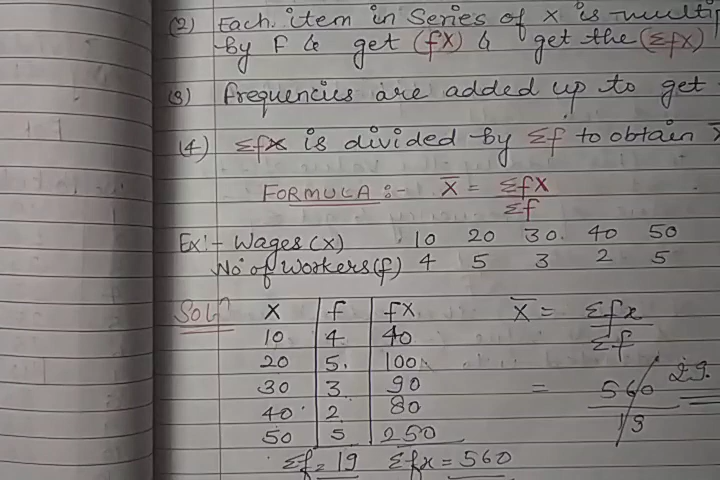 (2) Each item in Series of X is
by F & get (fX) & get the (Σfx)
(3) frequencies are added up to get
(4) Σfx is divided by Σf to obtain X̅
FORMULA :- X̅ = ΣfX / Σf
Ex:- Wages (x) 10 20 30. 40 50
No of workers (f) 4 5 3 2 5
Solⁿ X f fX X̅ = Σfx / Σf
10 4 40
20 5. 100
30 3 90 = 560 / 19 29.
40 2 80
50 5 250
Σf = 19 Σfx = 560